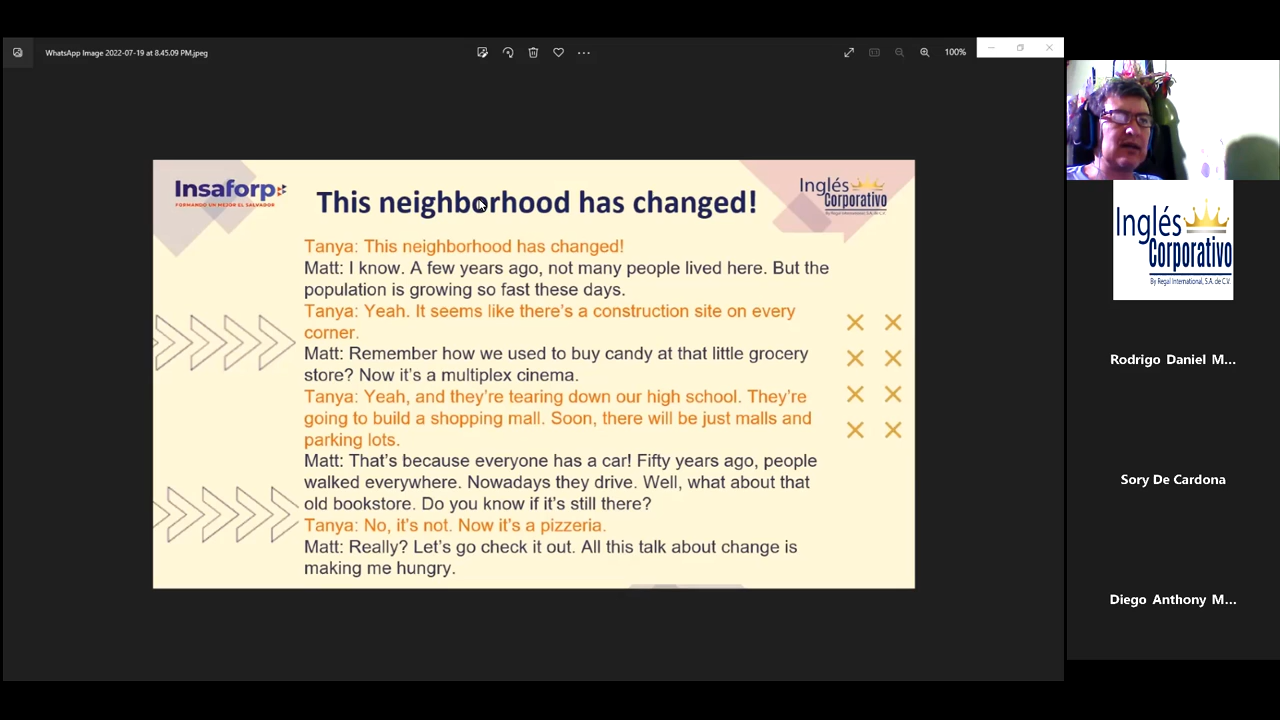 WhatsApp Image 2022-07-19 at 8.45.09 PM.jpeg
100%
Insaforp
FORMANDO UN MEJOR EL SALVADOR
This neighborhood has changed!
Inglés
Corporativo
By Regal International, S.A. de C.V.
Tanya: This neighborhood has changed!
Matt: I know. A few years ago, not many people lived here. But the
population is growing so fast these days.
Tanya: Yeah. It seems like there's a construction site on every
corner.
Matt: Remember how we used to buy candy at that little grocery
store? Now it's a multiplex cinema.
Tanya: Yeah, and they're tearing down our high school. They're
going to build a shopping mall. Soon, there will be just malls and
parking lots.
Matt: That's because everyone has a car! Fifty years ago, people
walked everywhere. Nowadays they drive. Well, what about that
old bookstore. Do you know if it's still there?
Tanya: No, it's not. Now it's a pizzeria.
Matt: Really? Let's go check it out. All this talk about change is
making me hungry.
Inglés
Corporativo
By Regal International, S.A. de C.V.
Rodrigo Daniel M...
Sory De Cardona
Diego Anthony M...